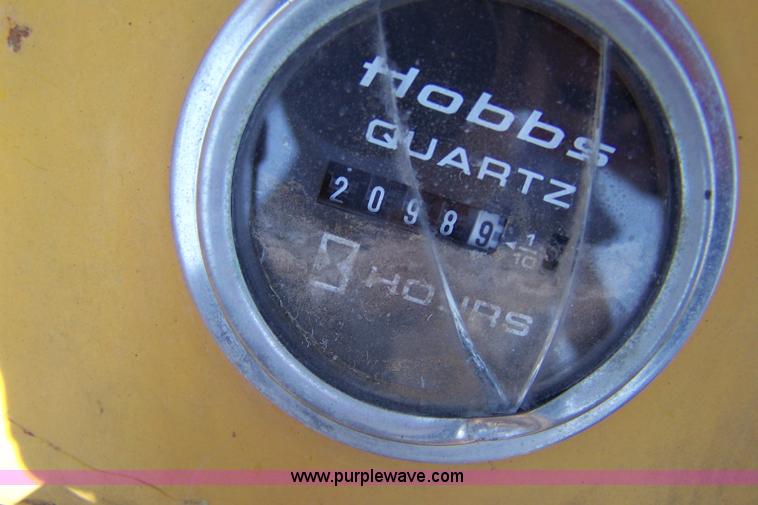 Hobbs
QUARTZ
20989 1/10
HOURS
www.purplewave.com